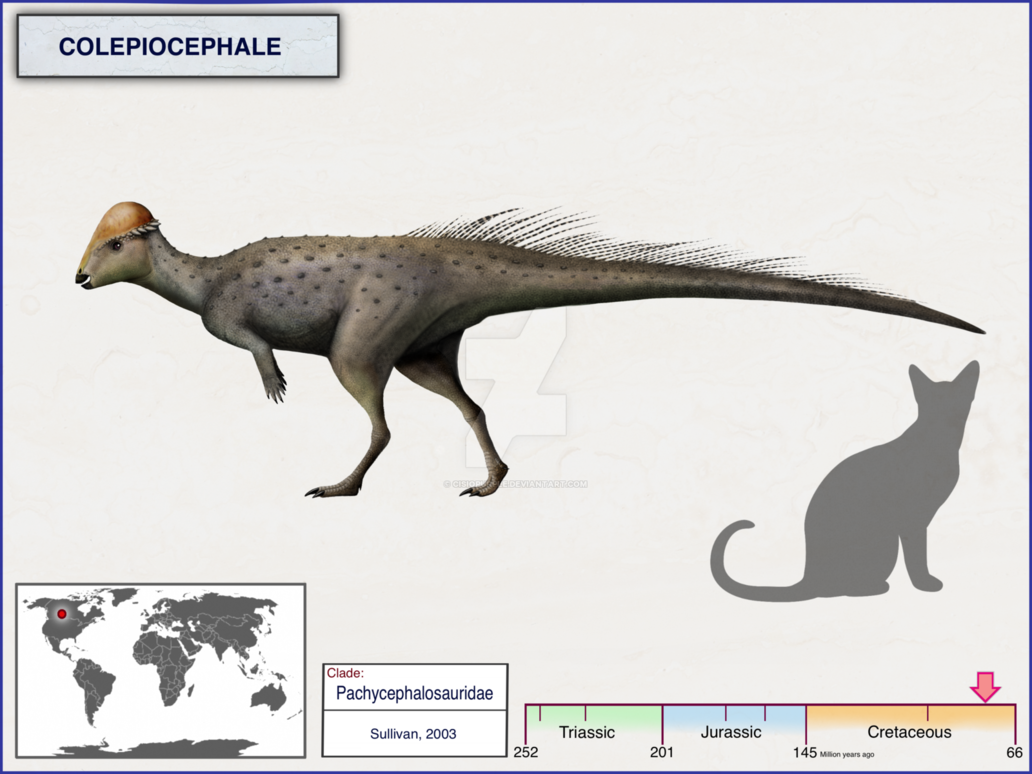 COLEPIOCEPHALE
Clade:
Pachycephalosauridae
Sullivan, 2003
Triassic
Jurassic
Cretaceous
252
201
145 Million years ago
66